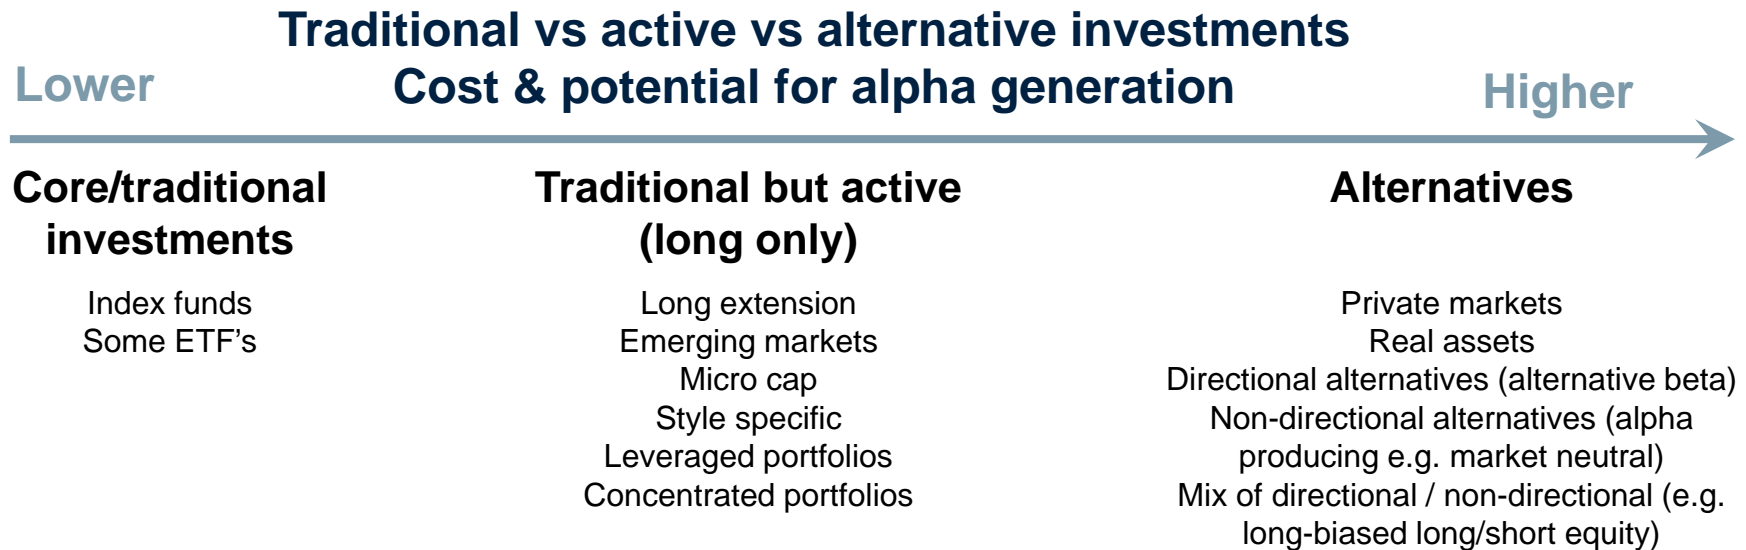 Traditional vs active vs alternative investments
Lower
Cost & potential for alpha generation
Higher
Core/traditional
investments
Index funds
Some ETF’s
Traditional but active
(long only)
Long extension
Emerging markets
Micro cap
Style specific
Leveraged portfolios
Concentrated portfolios
Alternatives
Private markets
Real assets
Directional alternatives (alternative beta)
Non-directional alternatives (alpha
producing e.g. market neutral)
Mix of directional / non-directional (e.g.
long-biased long/short equity)